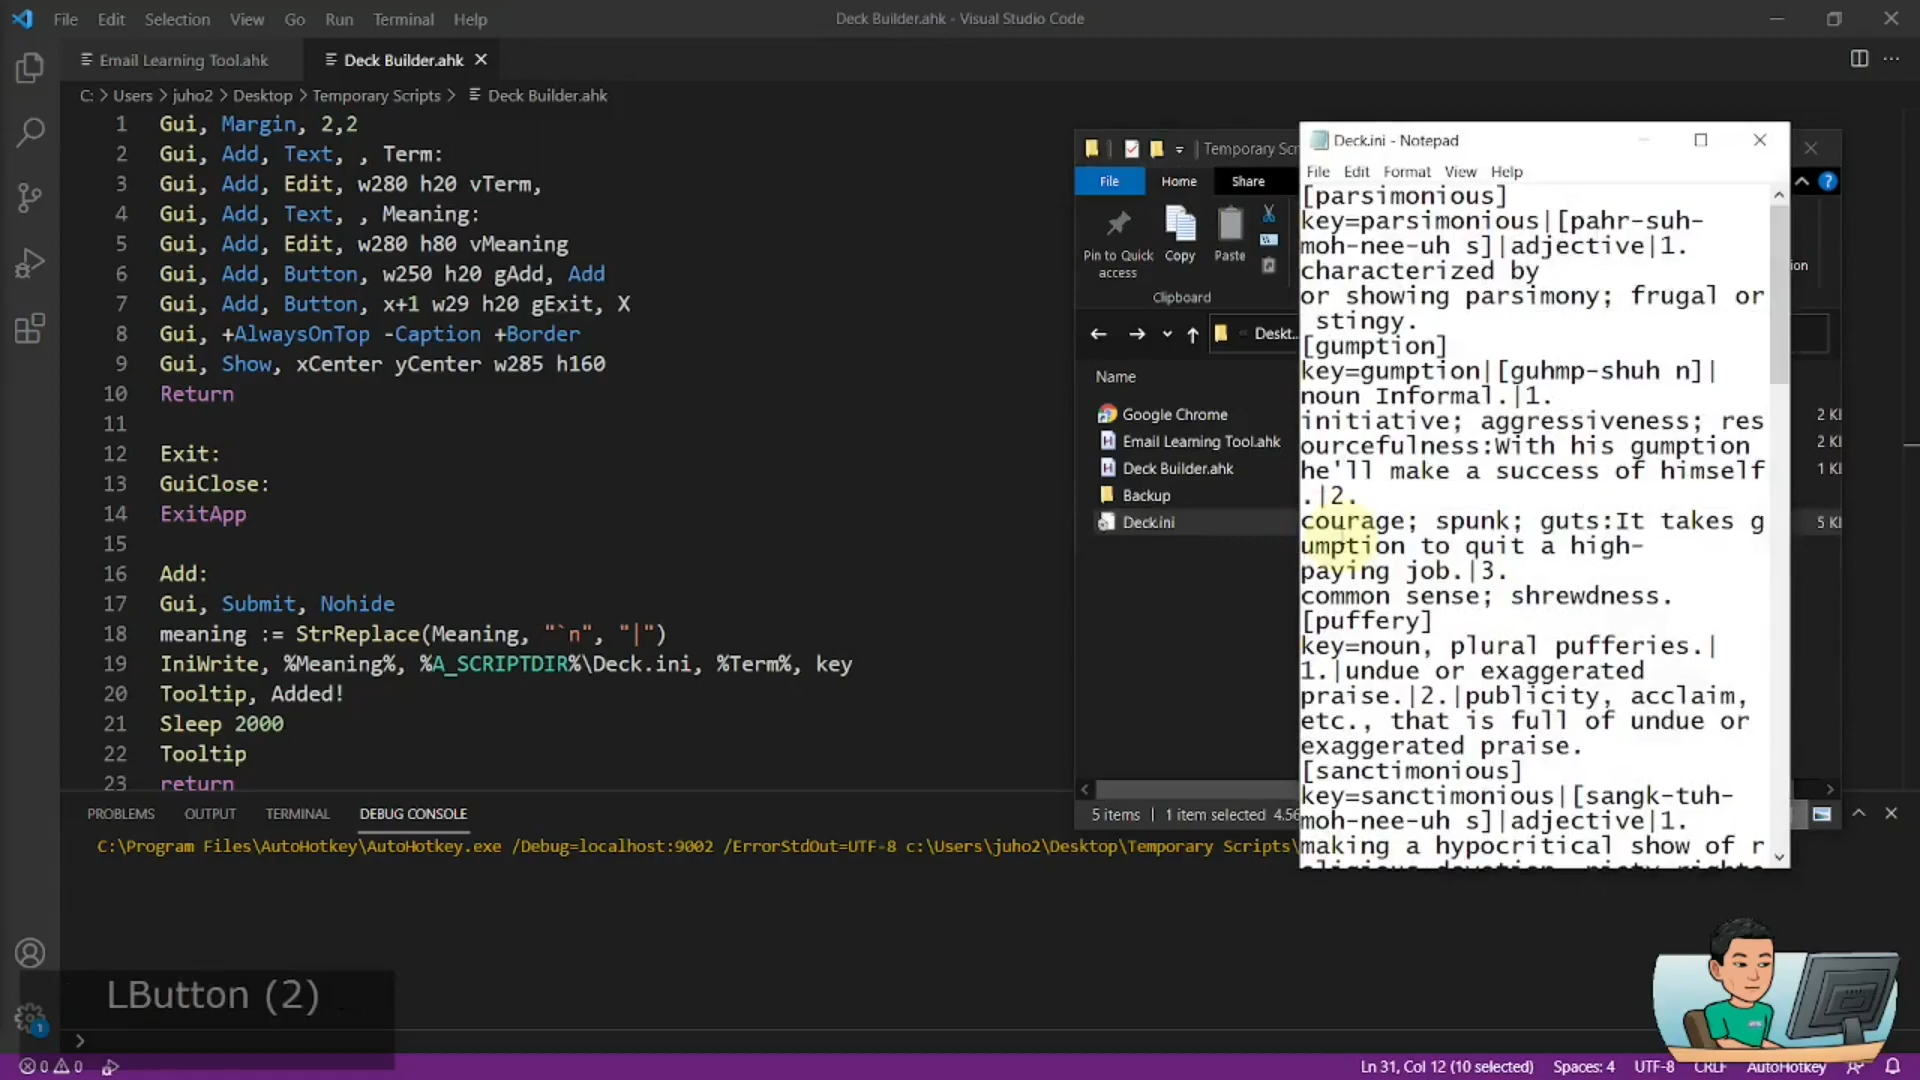 File Edit Selection View Go Run Terminal Help
Deck Builder.ahk - Visual Studio Code
Email Learning Tool.ahk
Deck Builder.ahk
C: > Users > juho2 > Desktop > Temporary Scripts > Deck Builder.ahk
1 Gui, Margin, 2,2
2 Gui, Add, Text, , Term:
3 Gui, Add, Edit, w280 h20 vTerm,
4 Gui, Add, Text, , Meaning:
5 Gui, Add, Edit, w280 h80 vMeaning
6 Gui, Add, Button, w250 h20 gAdd, Add
7 Gui, Add, Button, x+1 w29 h20 gExit, X
8 Gui, +AlwaysOnTop -Caption +Border
9 Gui, Show, xCenter yCenter w285 h160
10 Return
11
12 Exit:
13 GuiClose:
14 ExitApp
15
16 Add:
17 Gui, Submit, Nohide
18 meaning := StrReplace(Meaning, "`n", "|")
19 IniWrite, %Meaning%, %A_SCRIPTDIR%\Deck.ini, %Term%, key
20 Tooltip, Added!
21 Sleep 2000
22 Tooltip
23 return
PROBLEMS OUTPUT TERMINAL DEBUG CONSOLE
C:\Program Files\AutoHotkey\AutoHotkey.exe /Debug=localhost:9002 /ErrorStdOut=UTF-8 c:\Users\juho2\Desktop\Temporary Scripts\
LButton (2)
0 0
Ln 31, Col 12 (10 selected) Spaces: 4 UTF-8 CRLF AutoHotkey
1
Temporary Scr
File Home Share
Pin to Quick access
Copy
Paste
Clipboard
ion
Deskt...
Name
Google Chrome
2 KI
Email Learning Tool.ahk
2 KI
Deck Builder.ahk
1 KI
Backup
Deck.ini
5 KI
5 items 1 item selected 4.56
Deck.ini - Notepad
File Edit Format View Help
[parsimonious]
key=parsimonious|[pahr-suh-
moh-nee-uh s]|adjective|1.
characterized by
or showing parsimony; frugal or
stingy.
[gumption]
key=gumption|[guhmp-shuh n]|
noun Informal.|1.
initiative; aggressiveness; res
ourcefulness:With his gumption
he'll make a success of himself
.|2.
courage; spunk; guts:It takes g
umption to quit a high-
paying job.|3.
common sense; shrewdness.
[puffery]
key=noun, plural pufferies.|
1.|undue or exaggerated
praise.|2.|publicity, acclaim,
etc., that is full of undue or
exaggerated praise.
[sanctimonious]
key=sanctimonious|[sangk-tuh-
moh-nee-uh s]|adjective|1.
making a hypocritical show of r